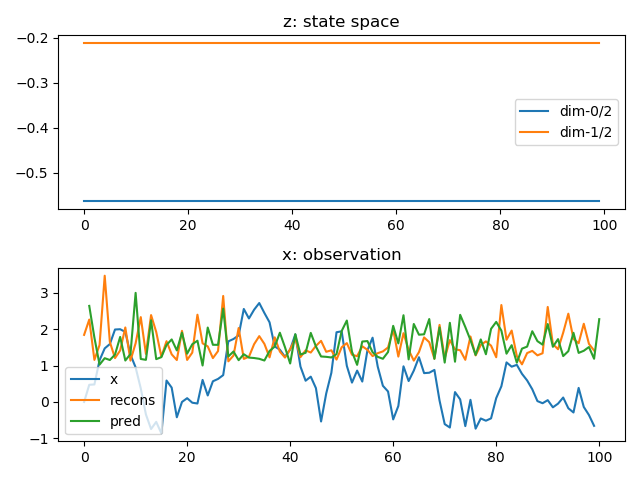 z: state space
−0.2
−0.3
−0.4
−0.5
dim-0/2
dim-1/2
0 20 40 60 80 100
x: observation
3
2
1
0
−1
x
recons
pred
0 20 40 60 80 100